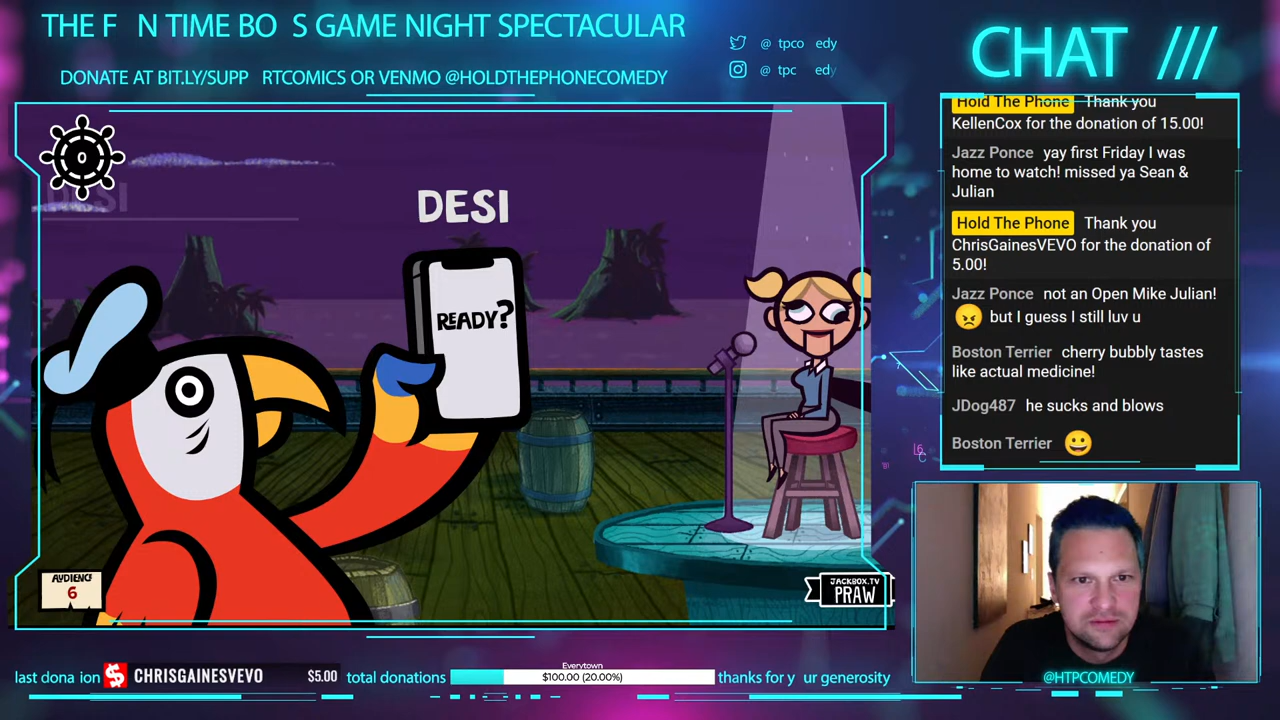 THE F N TIME BO S GAME NIGHT SPECTACULAR
DONATE AT BIT.LY/SUPP RTCOMICS OR VENMO @HOLDTHEPHONECOMEDY
@ tpco edy
@ tpc edy
CHAT ///
Hold The Phone Thank you
KellenCox for the donation of 15.00!
Jazz Ponce yay first Friday I was
home to watch! missed ya Sean &
Julian
Hold The Phone Thank you
ChrisGainesVEVO for the donation of
5.00!
Jazz Ponce not an Open Mike Julian!
😠 but I guess I still luv u
Boston Terrier cherry bubbly tastes
like actual medicine!
JDog487 he sucks and blows
Boston Terrier 😀
0
DESI
DESI
READY?
AUDIENCE
6
JACKBOX.TV
PRAW
@HTPCOMEDY
last dona ion CHRISGAINESVEVO $5.00 total donations
Everytown
$100.00 (20.00%)
thanks for y ur generosity